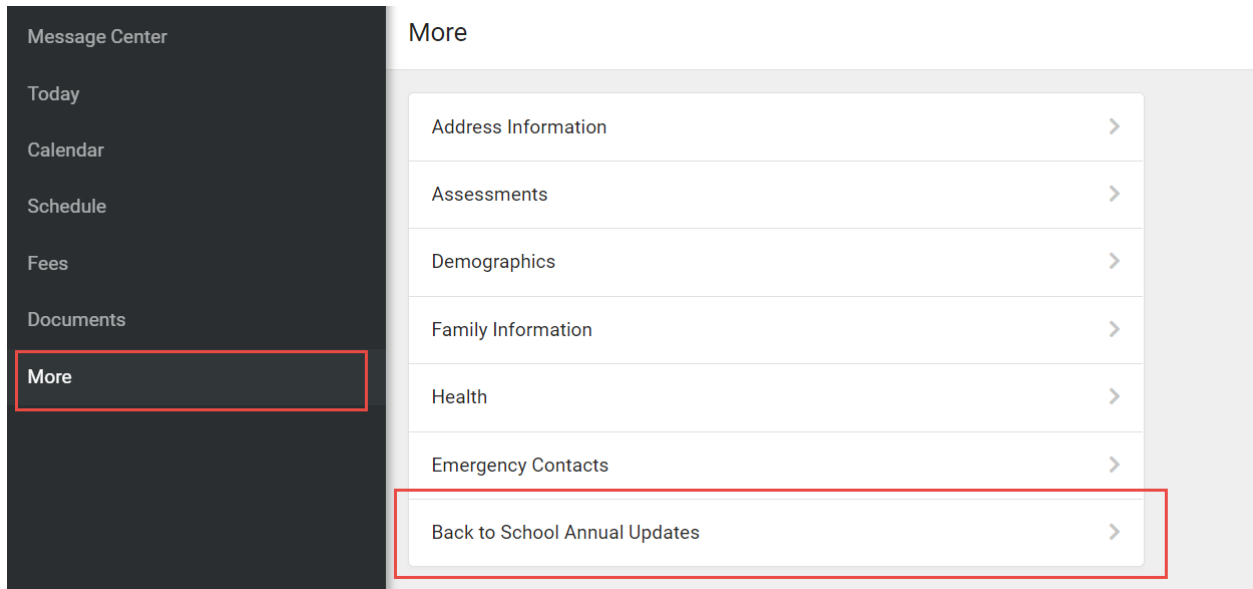 Message Center
Today
Calendar
Schedule
Fees
Documents
More
More
Address Information
Assessments
Demographics
Family Information
Health
Emergency Contacts
Back to School Annual Updates